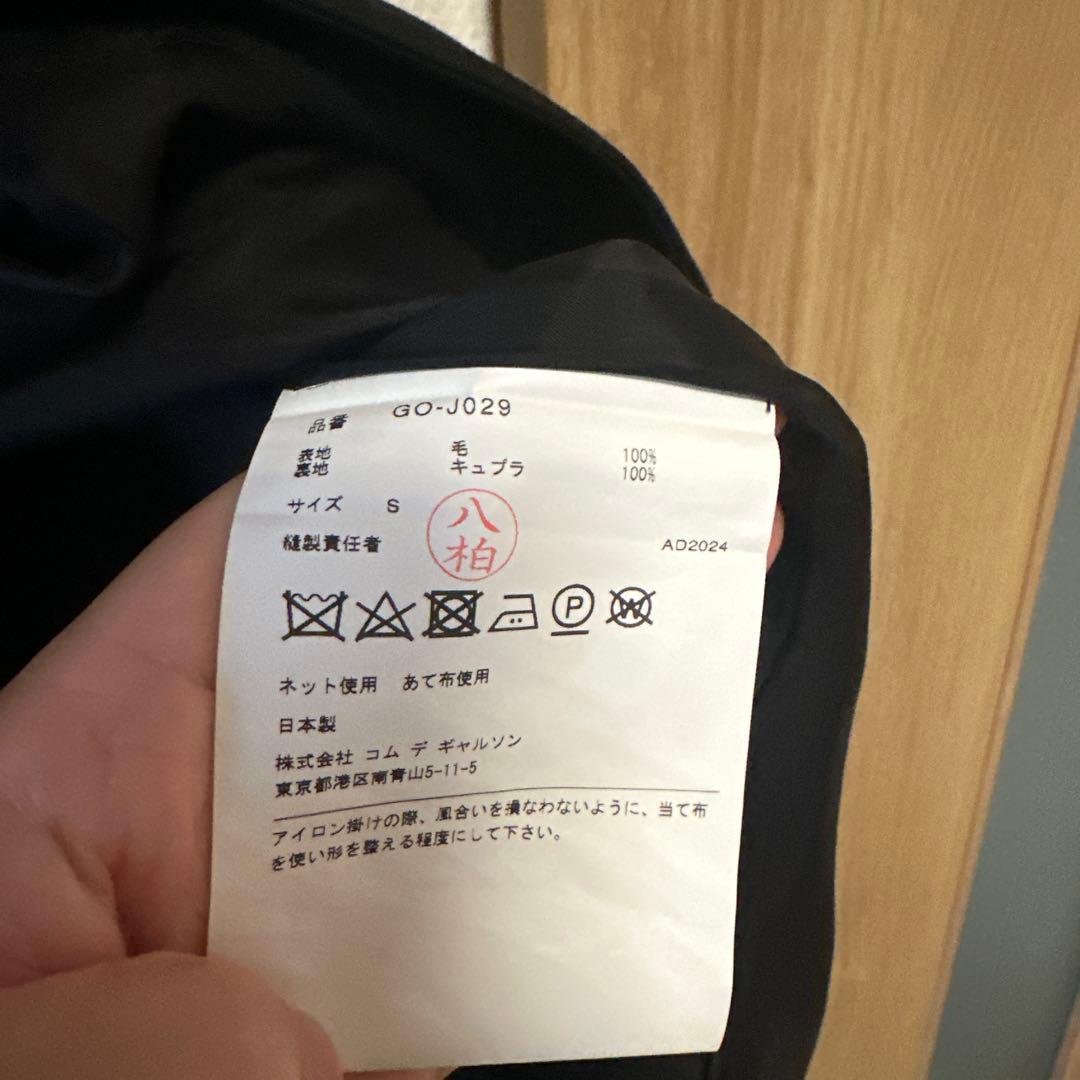 品番 GO-J029
表地 毛 100%
裏地 キュプラ 100%
サイズ S
八柏
縫製責任者 AD2024
P W
ネット使用 あて布使用
日本製
株式会社 コム デ ギャルソン
東京都港区南青山5-11-5
アイロン掛けの際、風合いを損なわないように、当て布
を使い形を整える程度にして下さい。